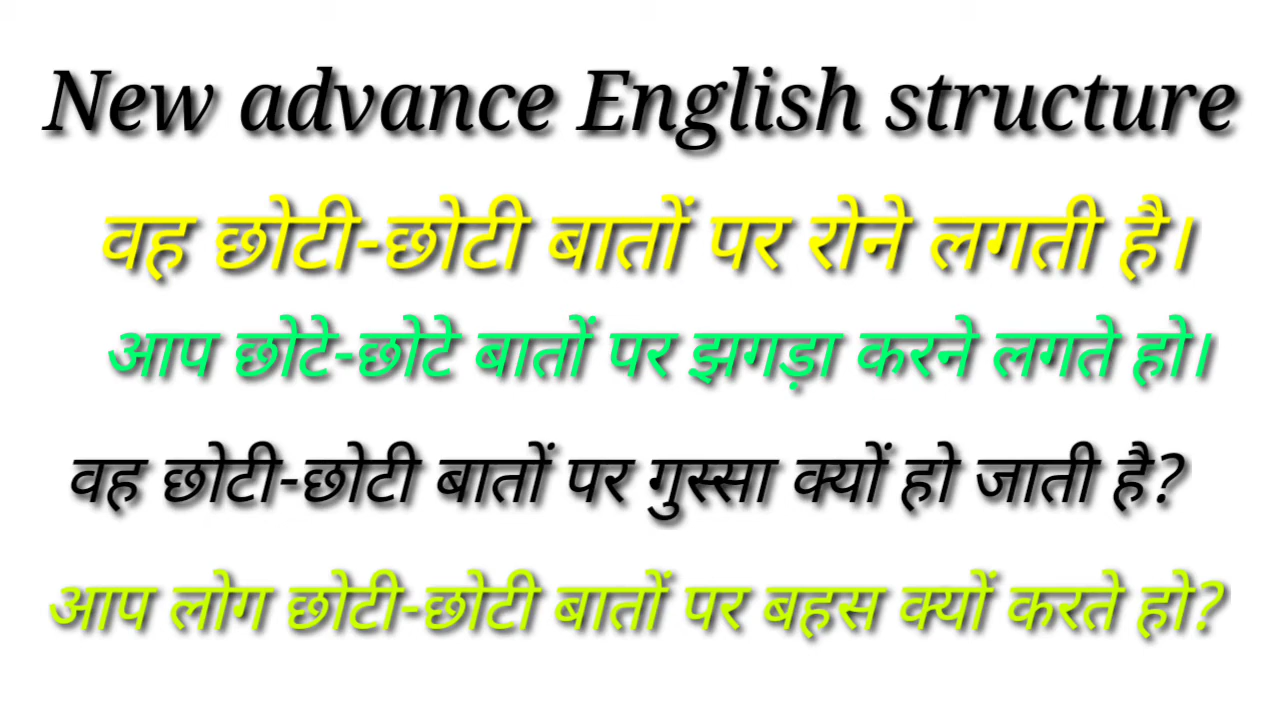 New advance English structure
वह छोटी-छोटी बातों पर रोने लगती है।
आप छोटे-छोटे बातों पर झगड़ा करने लगते हो।
वह छोटी-छोटी बातों पर गुस्सा क्यों हो जाती है?
आप लोग छोटी-छोटी बातों पर बहस क्यों करते हो?